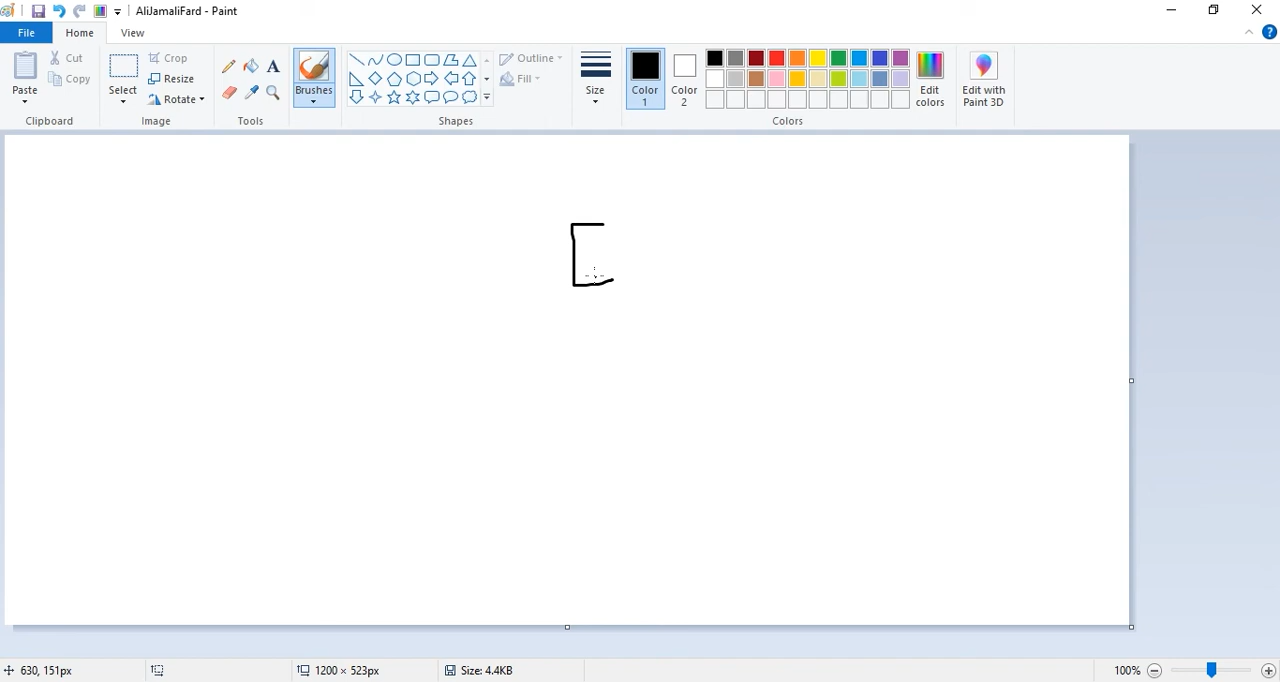 AliJamaliFard - Paint
File Home View
Paste
Cut
Copy
Clipboard
Select
Crop
Resize
Rotate
Image
A
Tools
Brushes
Shapes
Outline
Fill
Size
Color 1
Color 2
Edit colors
Colors
Edit with Paint 3D
630, 151px
1200 × 523px
Size: 4.4KB
100%